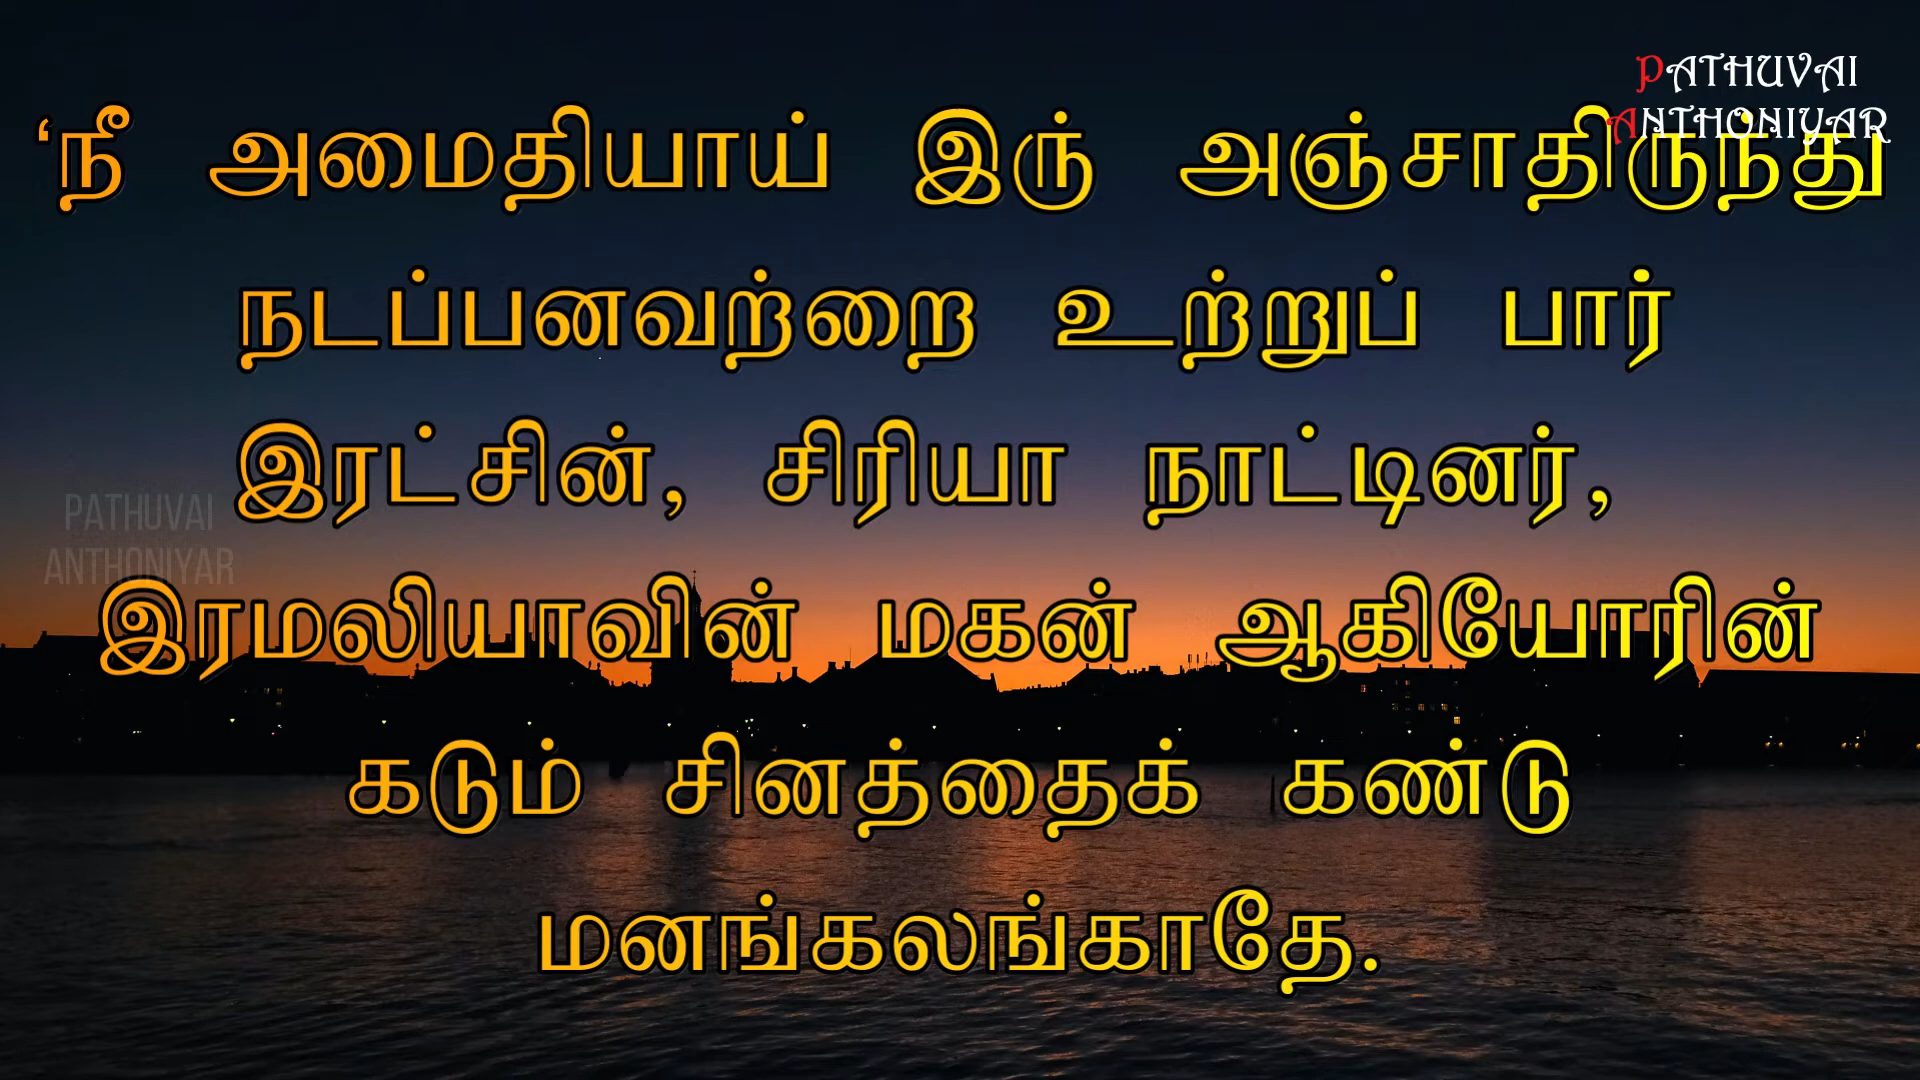 PATHUVAI
ANTHONIYAR
‘நீ அமைதியாய் இரு அஞ்சாதிருந்து
நடப்பனவற்றை உற்றுப் பார்
இரட்சின், சிரியா நாட்டினர்,
PATHUVAI
ANTHONIYAR
இரமலியாவின் மகன் ஆகியோரின்
கடும் சினத்தைக் கண்டு
மனங்கலங்காதே.